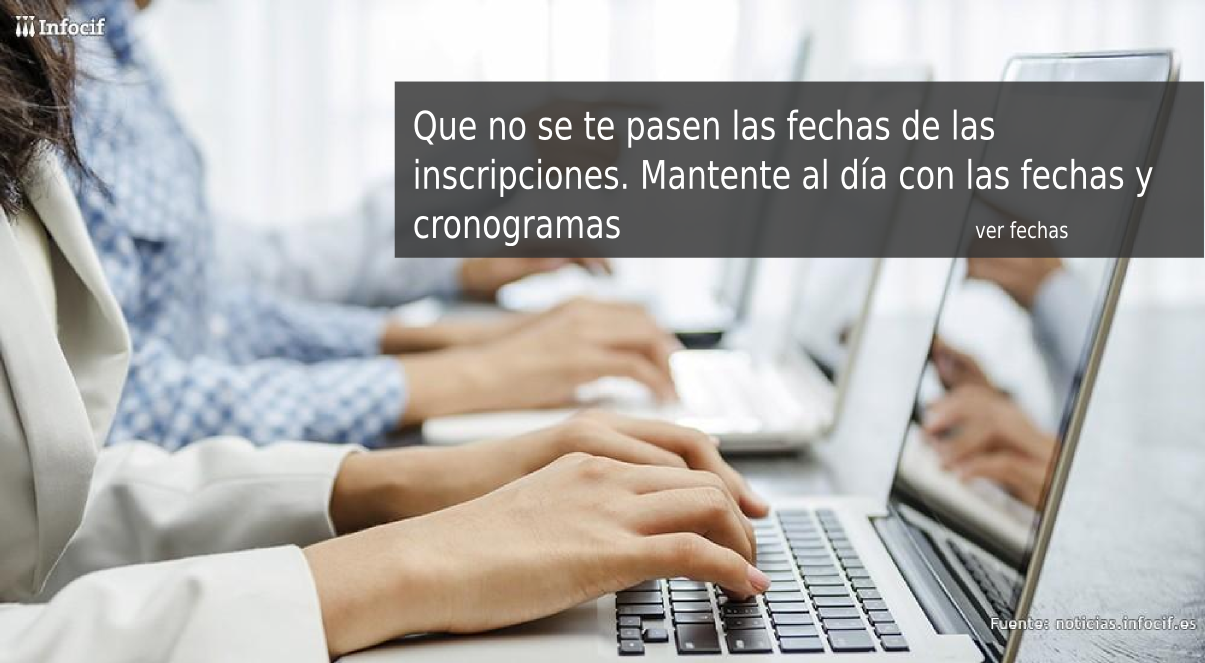 Infocif
Que no se te pasen las fechas de las
inscripciones. Mantente al día con las fechas y
cronogramas
ver fechas
Fuente: noticias.infocif.es